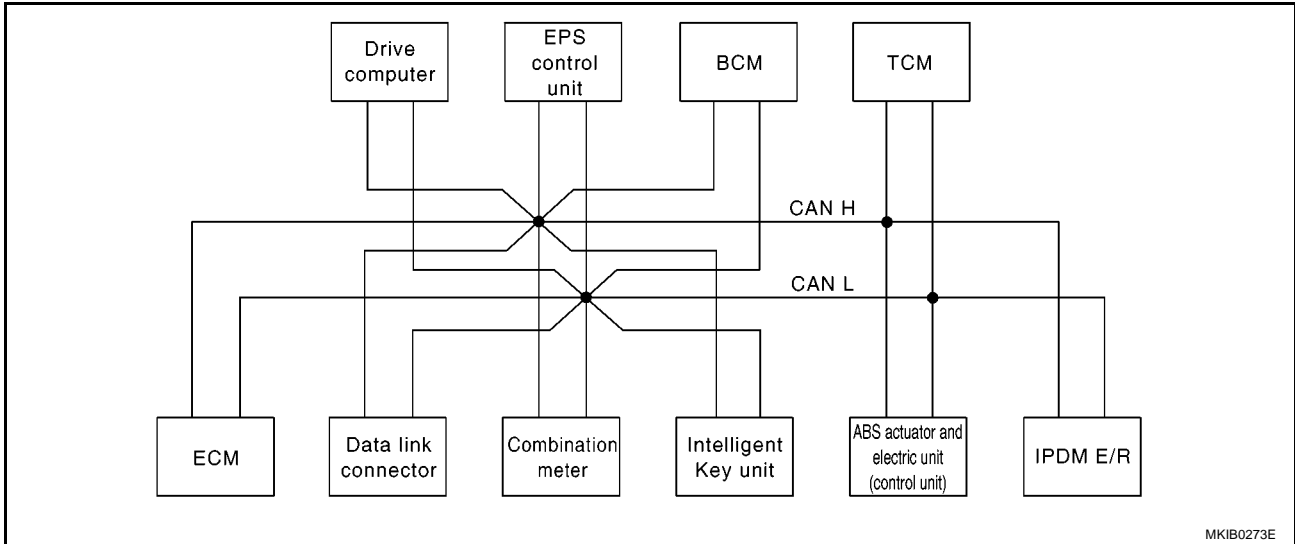 Drive
computer
EPS
control
unit
BCM
TCM
CAN H
CAN L
ECM
Data link
connector
Combination
meter
Intelligent
Key unit
ABS actuator and
electric unit
(control unit)
IPDM E/R
MKIB0273E